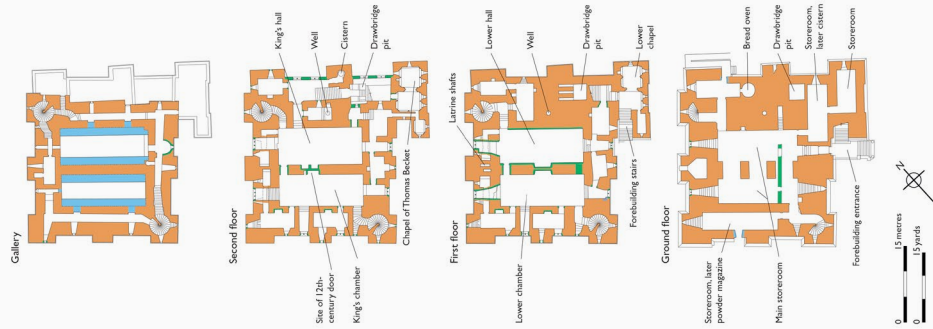 Ground floor
Storeroom, later
powder magazine
Main storeroom
Bread oven
Drawbridge
pit
Storeroom,
later cistern
Storeroom
Forebuilding entrance
First floor
Lower chamber
Latrine shafts
Lower hall
Well
Drawbridge
pit
Lower
chapel
Forebuilding stairs
Second floor
Site of 12th-
century door
King's chamber
King's hall
Well
Cistern
Drawbridge
pit
Chapel of Thomas Becket
Gallery
N
0 15 metres
0 15 yards